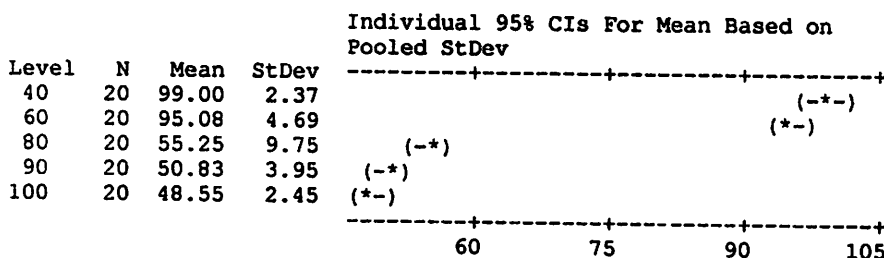 Individual 95% CIs For Mean Based on
Pooled StDev
Level N Mean StDev ---------+---------+---------+---------+
40 20 99.00 2.37 (-*-)
60 20 95.08 4.69 (*-)
80 20 55.25 9.75 (-*)
90 20 50.83 3.95 (-*)
100 20 48.55 2.45 (*-)
---------+---------+---------+---------+
60 75 90 105